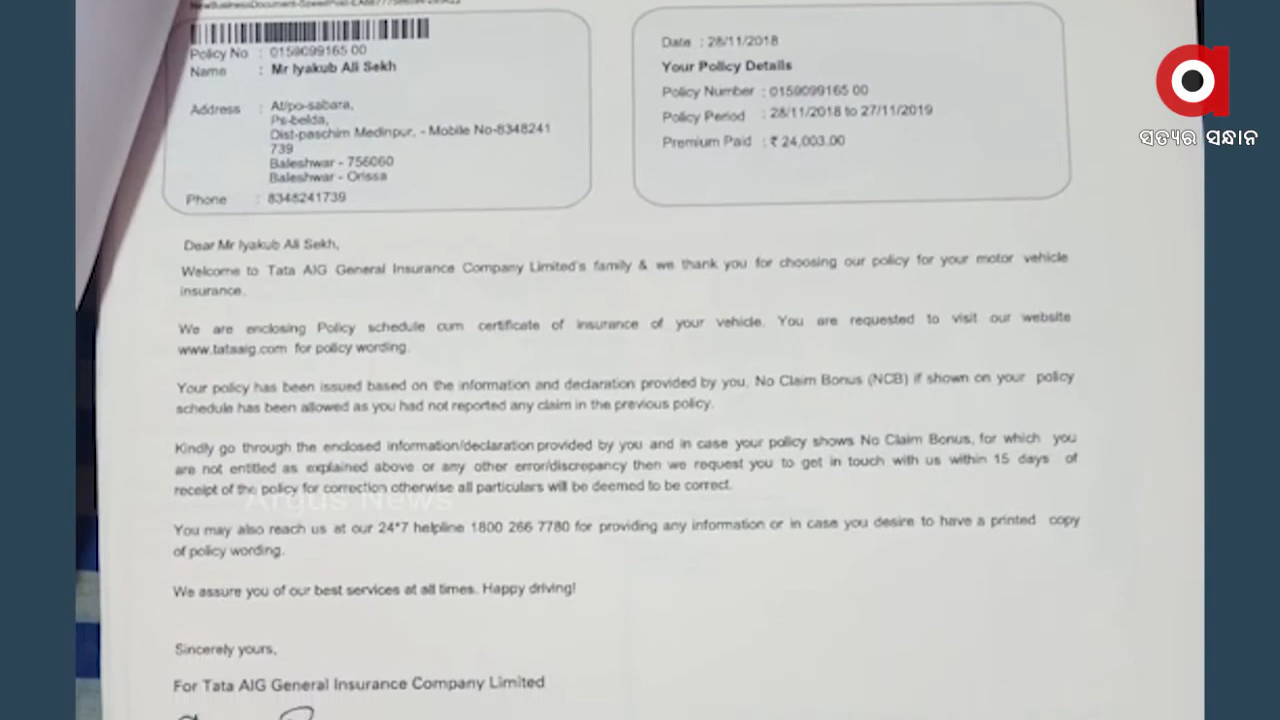 Policy No : 0159099165 00
Name : Mr Iyakub Ali Sekh
Address : At/po-sabara,
Ps-belda,
Dist-paschim Medinpur, - Mobile No-8348241
739
Baleshwar - 756060
Baleshwar - Orissa
Phone : 8348241739
Date : 28/11/2018
Your Policy Details
Policy Number : 0159099165 00
Policy Period : 28/11/2018 to 27/11/2019
Premium Paid : ₹ 24,003.00
ସତ୍ୟର ସନ୍ଧାନ
Dear Mr Iyakub Ali Sekh,
Welcome to Tata AIG General Insurance Company Limited's family & we thank you for choosing our policy for your motor vehicle
insurance.
We are enclosing Policy schedule cum certificate of insurance of your vehicle. You are requested to visit our website
www.tataaig.com for policy wording.
Your policy has been issued based on the information and declaration provided by you. No Claim Bonus (NCB) if shown on your policy
schedule has been allowed as you had not reported any claim in the previous policy.
Kindly go through the enclosed information/declaration provided by you and in case your policy shows No Claim Bonus, for which you
are not entitled as explained above or any other error/discrepancy then we request you to get in touch with us within 15 days of
receipt of the policy for correction otherwise all particulars will be deemed to be correct.
Argus News
You may also reach us at our 24*7 helpline 1800 266 7780 for providing any information or in case you desire to have a printed copy
of policy wording.
We assure you of our best services at all times. Happy driving!
Sincerely yours,
For Tata AIG General Insurance Company Limited